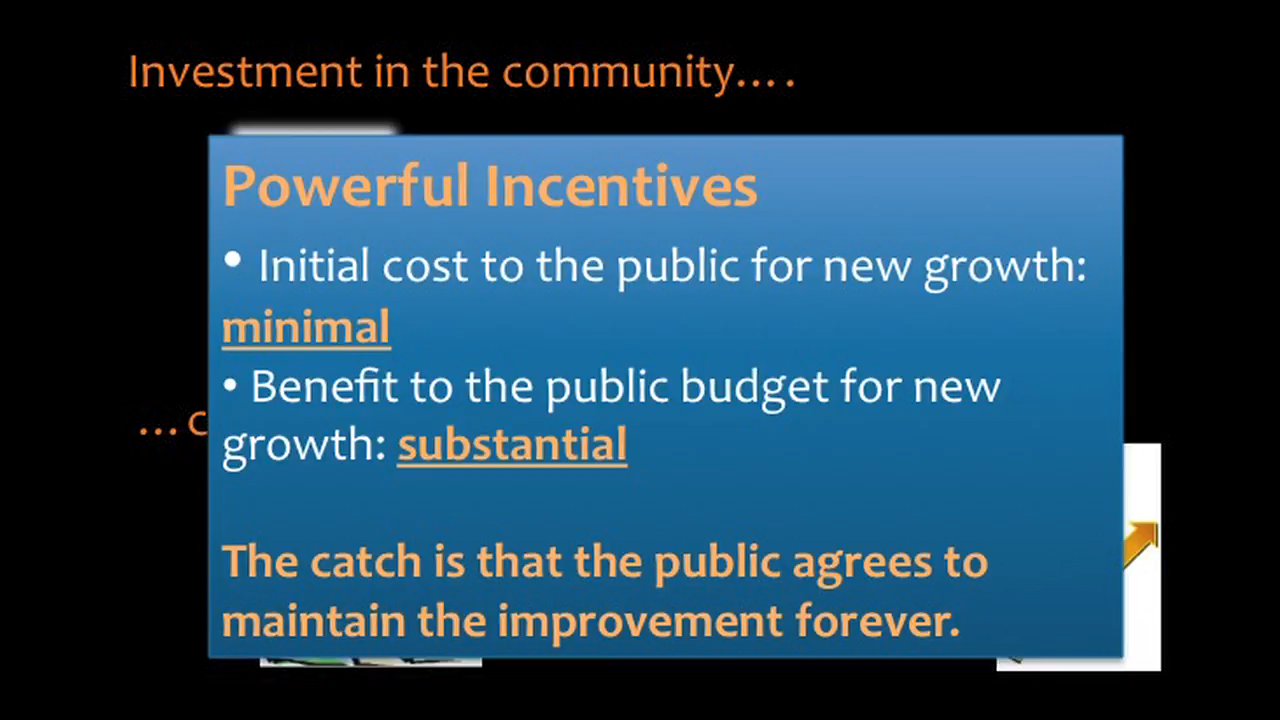 Investment in the community….
Powerful Incentives
• Initial cost to the public for new growth:
minimal
• Benefit to the public budget for new
growth: substantial
The catch is that the public agrees to
maintain the improvement forever.